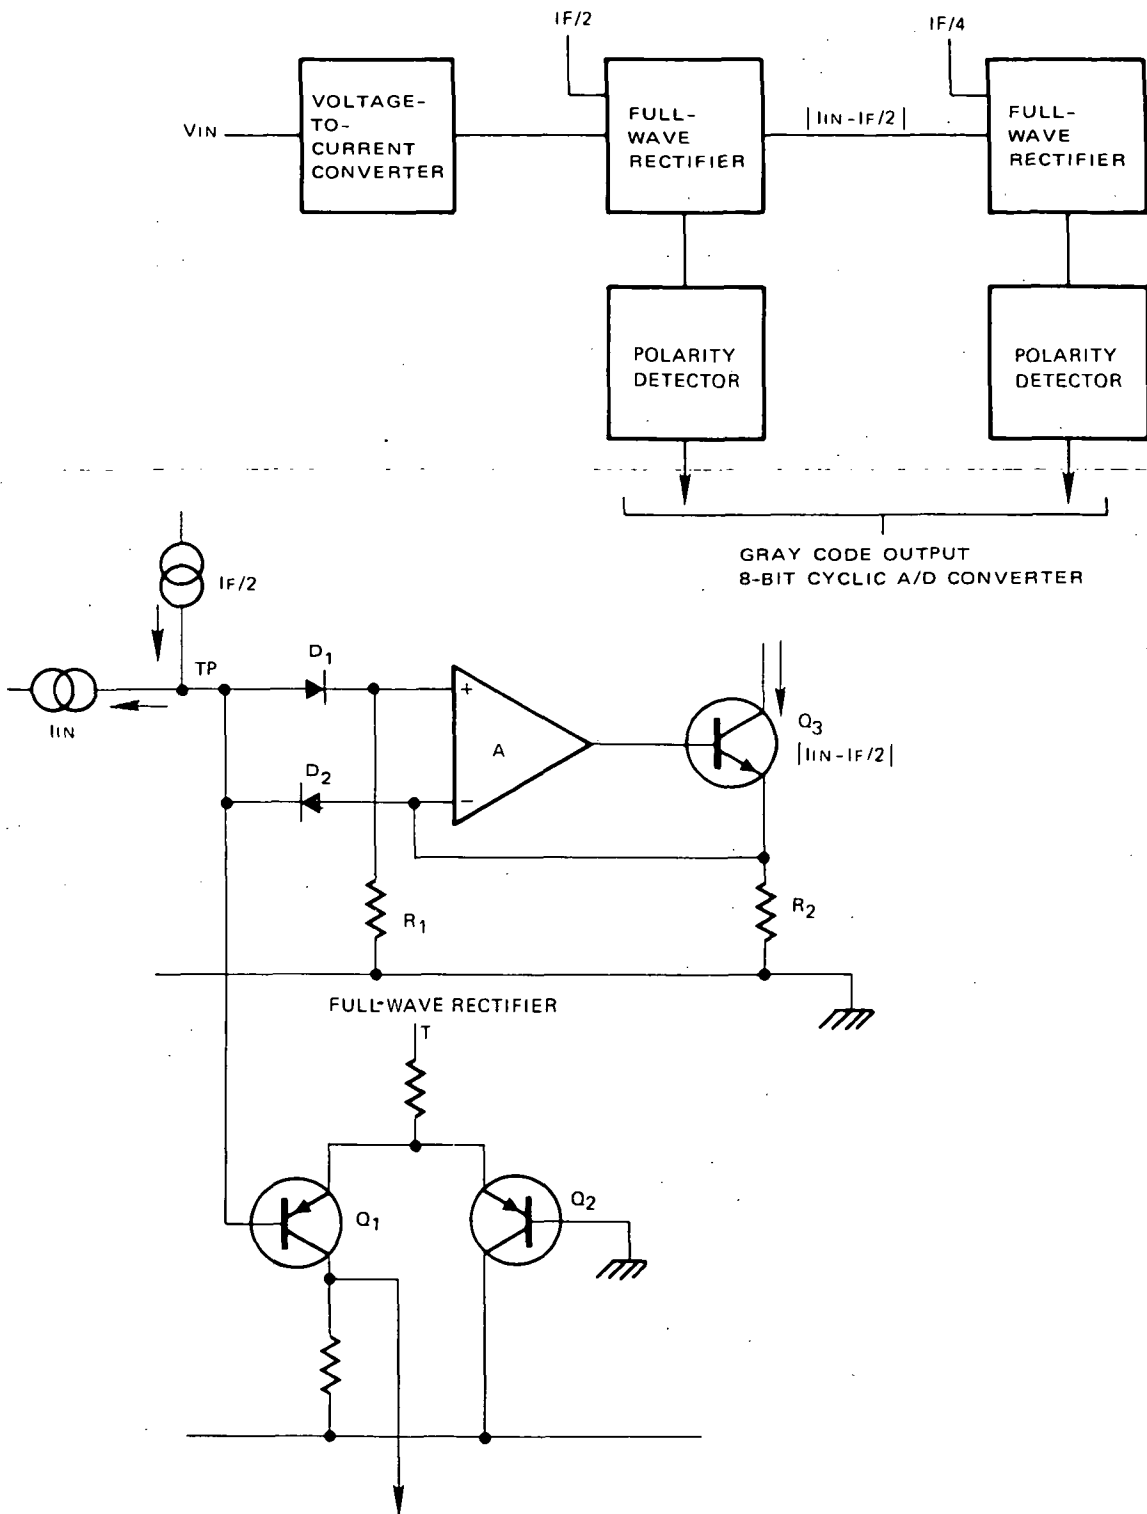 IF/2
IF/4
VIN
VOLTAGE-
TO-
CURRENT
CONVERTER
FULL-
WAVE
RECTIFIER
|IIN-IF/2|
FULL-
WAVE
RECTIFIER
POLARITY
DETECTOR
POLARITY
DETECTOR
GRAY CODE OUTPUT
8-BIT CYCLIC A/D CONVERTER
IF/2
TP
IIN
D1
D2
+
-
A
Q3
|IIN-IF/2|
R1
R2
FULL-WAVE RECTIFIER
T
Q1
Q2